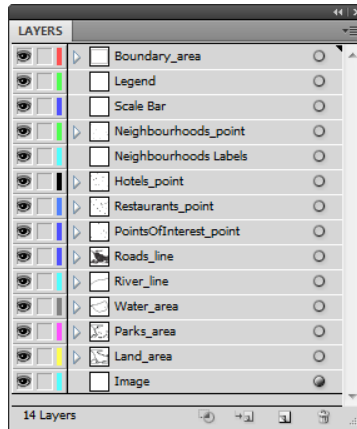 LAYERS
Boundary_area
Legend
Scale Bar
Neighbourhoods_point
Neighbourhoods Labels
Hotels_point
Restaurants_point
PointsOfInterest_point
Roads_line
River_line
Water_area
Parks_area
Land_area
Image
14 Layers